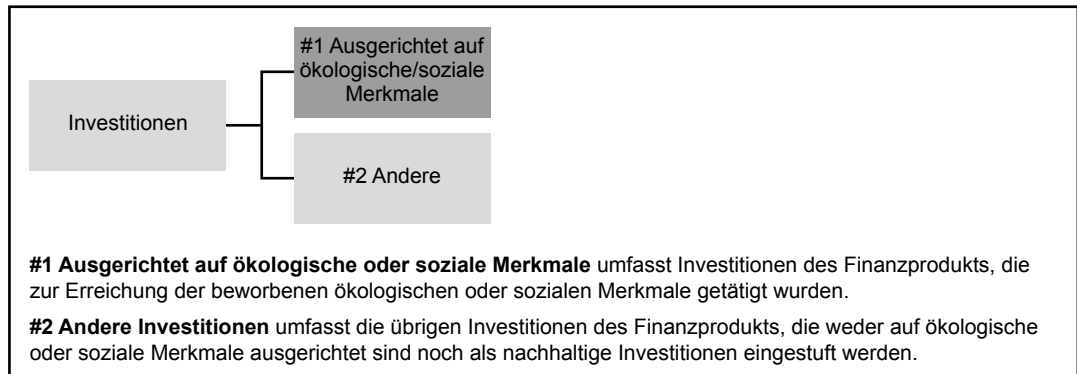 #1 Ausgerichtet auf
ökologische/soziale
Merkmale
Investitionen
#2 Andere
#1 Ausgerichtet auf ökologische oder soziale Merkmale umfasst Investitionen des Finanzprodukts, die
zur Erreichung der beworbenen ökologischen oder sozialen Merkmale getätigt wurden.
#2 Andere Investitionen umfasst die übrigen Investitionen des Finanzprodukts, die weder auf ökologische
oder soziale Merkmale ausgerichtet sind noch als nachhaltige Investitionen eingestuft werden.